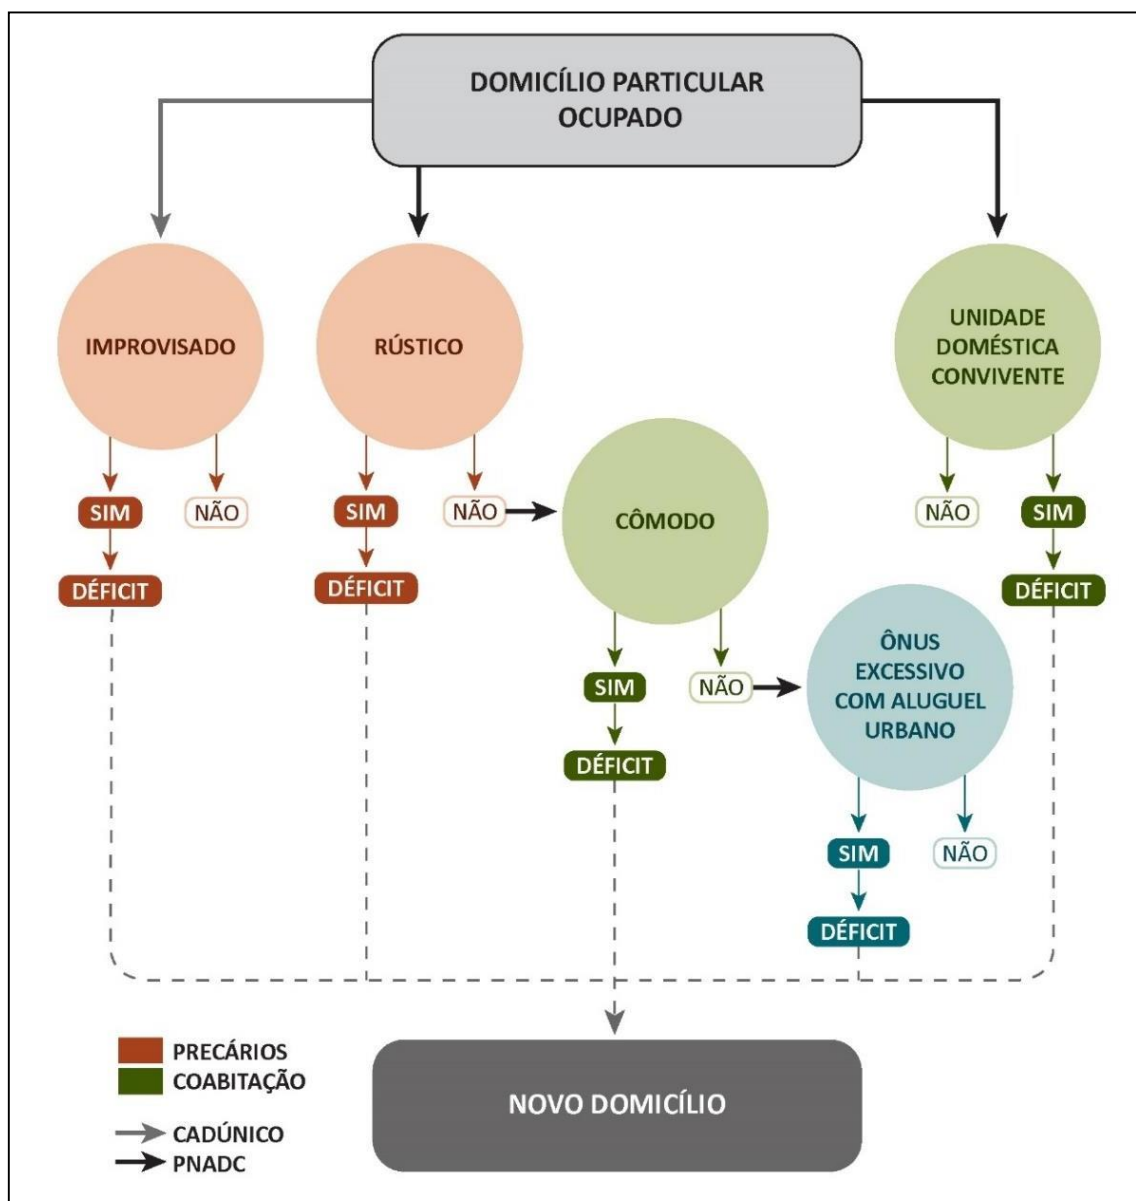 DOMICÍLIO PARTICULAR
OCUPADO
IMPROVISADO
RÚSTICO
UNIDADE
DOMÉSTICA
CONVIVENTE
SIM
NÃO
DÉFICIT
SIM
NÃO
DÉFICIT
CÔMODO
NÃO
SIM
DÉFICIT
SIM
NÃO
DÉFICIT
ÔNUS
EXCESSIVO
COM ALUGUEL
URBANO
SIM
NÃO
DÉFICIT
PRECÁRIOS
COABITAÇÃO
CADÚNICO
PNADC
NOVO DOMICÍLIO